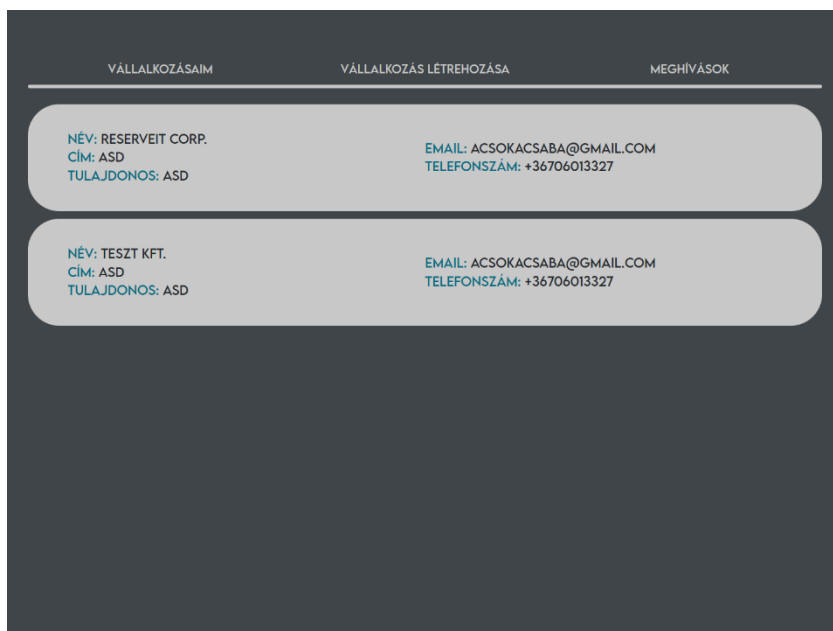 VÁLLALKOZÁSAIM VÁLLALKOZÁS LÉTREHOZÁSA MEGHÍVÁSOK
NÉV: RESERVEIT CORP.
CÍM: ASD
TULAJDONOS: ASD
EMAIL: ACSOKACSABA@GMAIL.COM
TELEFONSZÁM: +36706013327
NÉV: TESZT KFT.
CÍM: ASD
TULAJDONOS: ASD
EMAIL: ACSOKACSABA@GMAIL.COM
TELEFONSZÁM: +36706013327